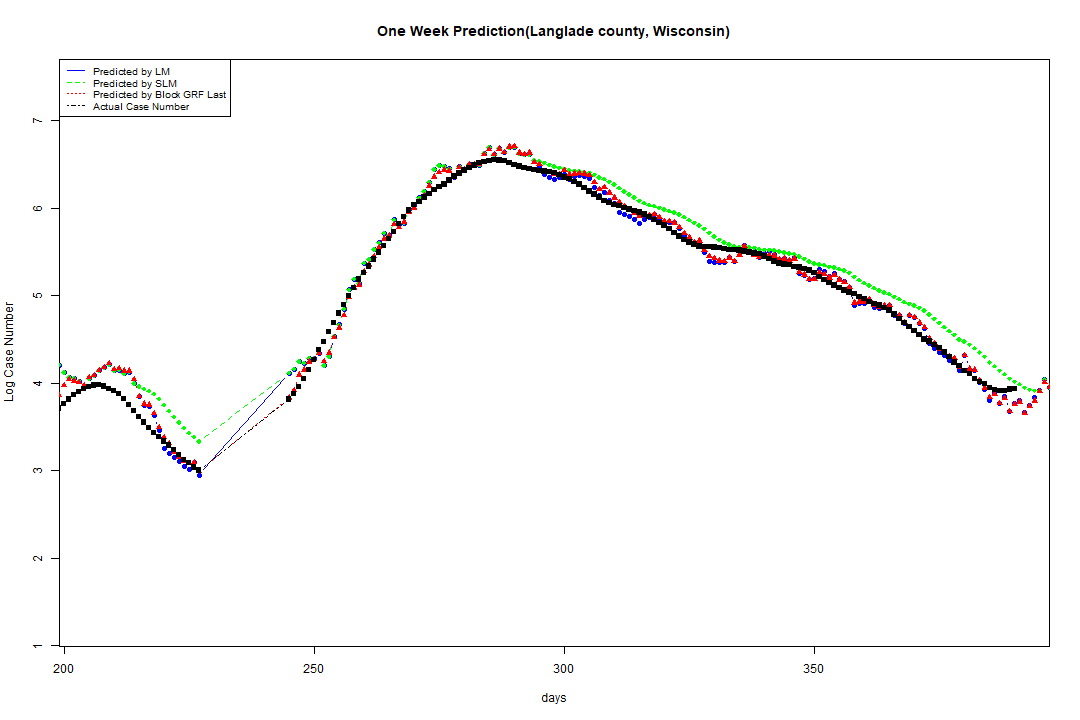 One Week Prediction(Langlade county, Wisconsin)
Predicted by LM
Predicted by SLM
Predicted by Block GRF Last
Actual Case Number
Log Case Number
7
6
5
4
3
2
1
200 250 300 350
days